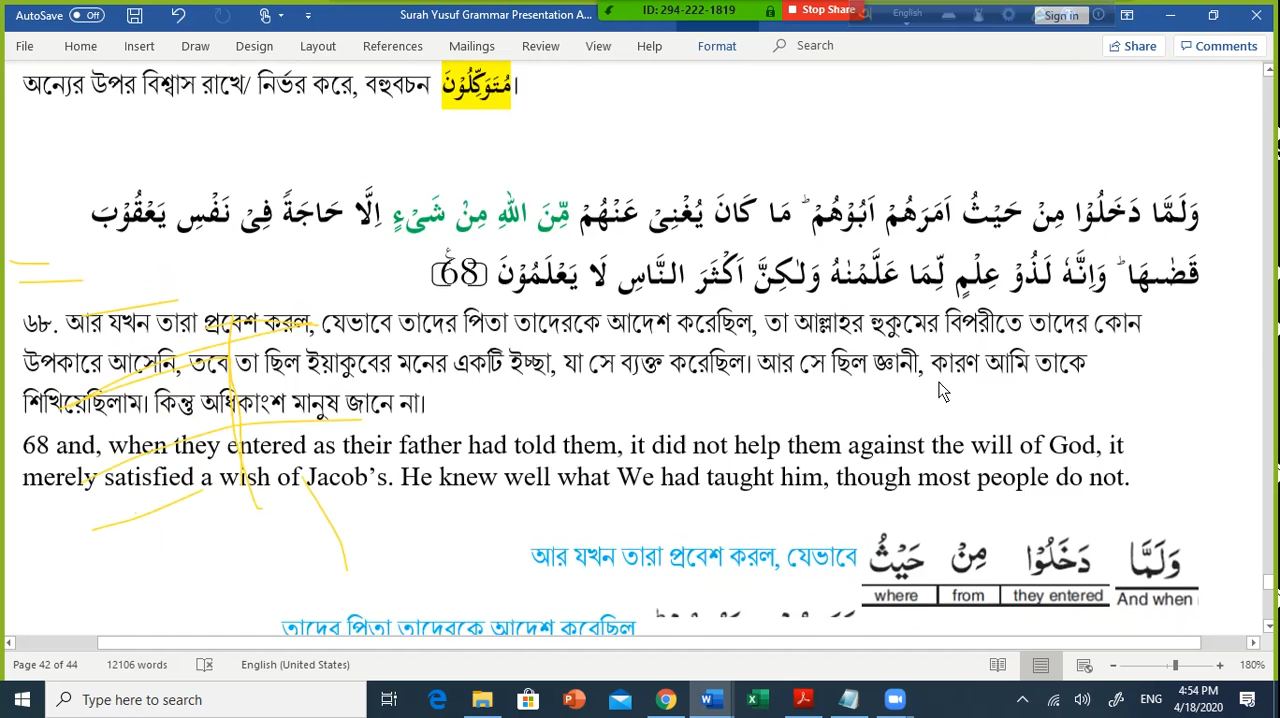 AutoSave Off
Surah Yusuf Grammar Presentation A...
ID: 294-222-1819
Stop Share
English
Sign in
File Home Insert Draw Design Layout References Mailings Review View Help Format Search Share Comments
অন্যের উপর বিশ্বাস রাখে/ নির্ভর করে, বহুবচন مُتَوَكِّلُوْنَ।
وَلَمَّا دَخَلُوْا مِنْ حَيْثُ اَمَرَهُمْ اَبُوْهُمْ ؕ مَا كَانَ يُغْنِيْ عَنْهُمْ مِّنَ اللهِ مِنْ شَيْءٍ اِلَّا حَاجَةً فِيْ نَفْسِ يَعْقُوْبَ
قَضٰىهَا ؕ وَاِنَّهٗ لَذُوْ عِلْمٍ لِّمَا عَلَّمْنٰهُ وَلٰكِنَّ اَكْثَرَ النَّاسِ لَا يَعْلَمُوْنَ ﴿68﴾
৬৮. আর যখন তারা প্রবেশ করল, যেভাবে তাদের পিতা তাদেরকে আদেশ করেছিল, তা আল্লাহর হুকুমের বিপরীতে তাদের কোন
উপকারে আসেনি, তবে তা ছিল ইয়াকুবের মনের একটি ইচ্ছা, যা সে ব্যক্ত করেছিল। আর সে ছিল জ্ঞানী, কারণ আমি তাকে
শিখিয়েছিলাম। কিন্তু অধিকাংশ মানুষ জানে না।
68 and, when they entered as their father had told them, it did not help them against the will of God, it
merely satisfied a wish of Jacob’s. He knew well what We had taught him, though most people do not.
আর যখন তারা প্রবেশ করল, যেভাবে وَلَمَّا دَخَلُوْا مِنْ حَيْثُ
where from they entered And when
তাদের পিতা তাদেরকে আদেশ করেছিল
Page 42 of 44 12106 words English (United States) 180%
Type here to search
ENG
4:54 PM
4/18/2020